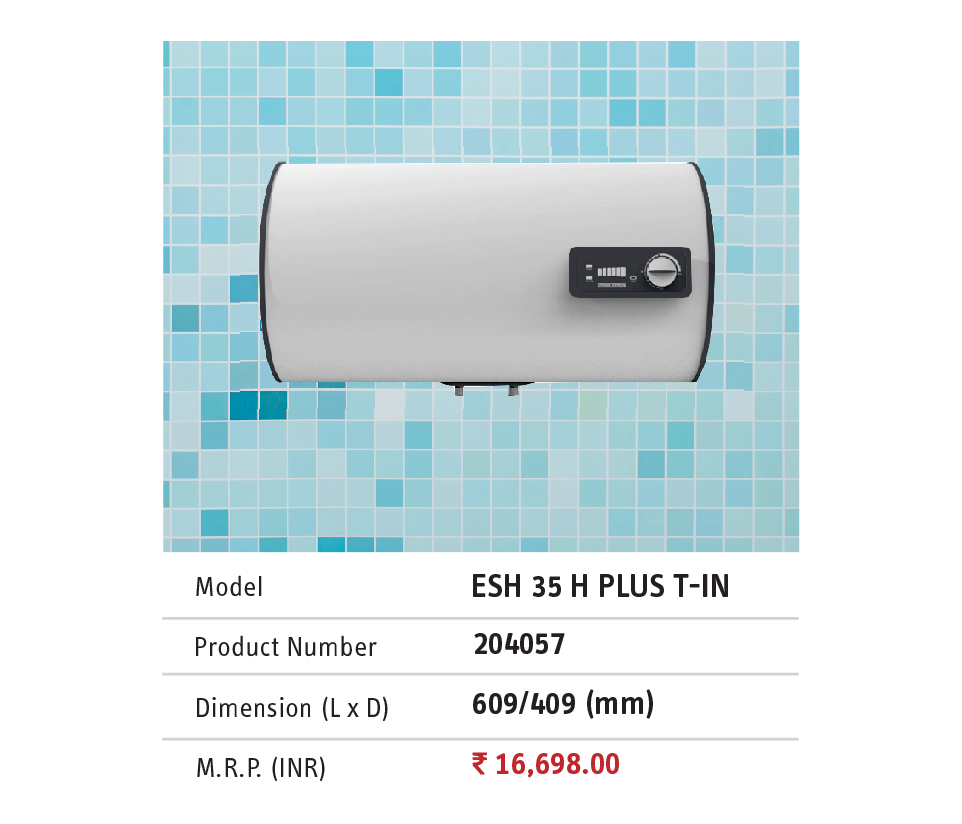 Model ESH 35 H PLUS T-IN
Product Number 204057
Dimension (L x D) 609/409 (mm)
M.R.P. (INR) ₹ 16,698.00